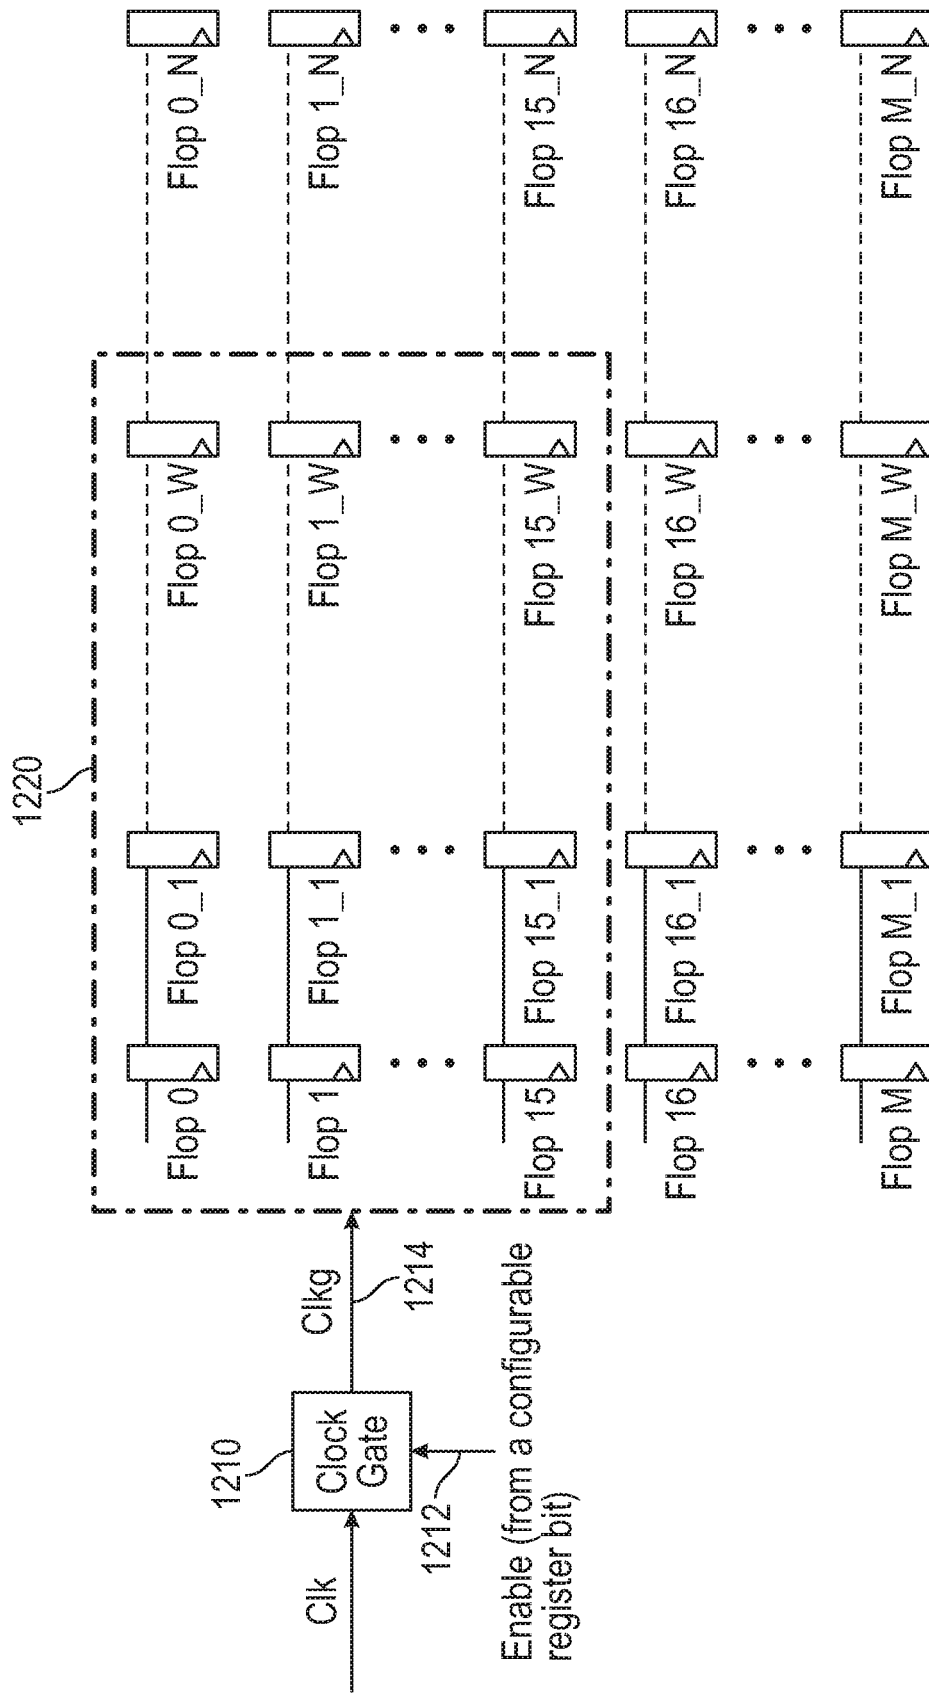 1220
Flop 0
Flop 0_1
Flop 0_W
Flop 0_N
Flop 1
Flop 1_1
Flop 1_W
Flop 1_N
Flop 15
Flop 15_1
Flop 15_W
Flop 15_N
Flop 16
Flop 16_1
Flop 16_W
Flop 16_N
Flop M
Flop M_1
Flop M_W
Flop M_N
1210
Clk
Clock
Gate
Clkg
1214
1212
Enable (from a configurable
register bit)